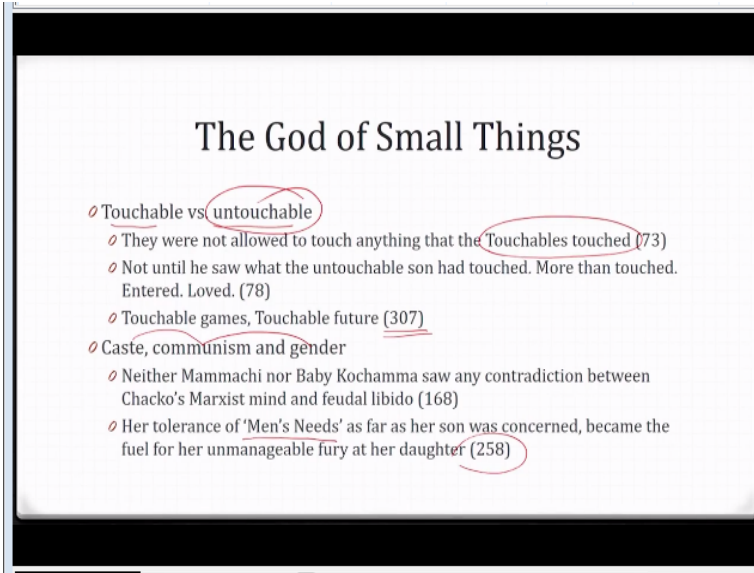 The God of Small Things
Touchable vs untouchable
They were not allowed to touch anything that the Touchables touched (73)
Not until he saw what the untouchable son had touched. More than touched.
Entered. Loved. (78)
Touchable games, Touchable future (307)
Caste, communism and gender
Neither Mammachi nor Baby Kochamma saw any contradiction between
Chacko's Marxist mind and feudal libido (168)
Her tolerance of 'Men's Needs' as far as her son was concerned, became the
fuel for her unmanageable fury at her daughter (258)